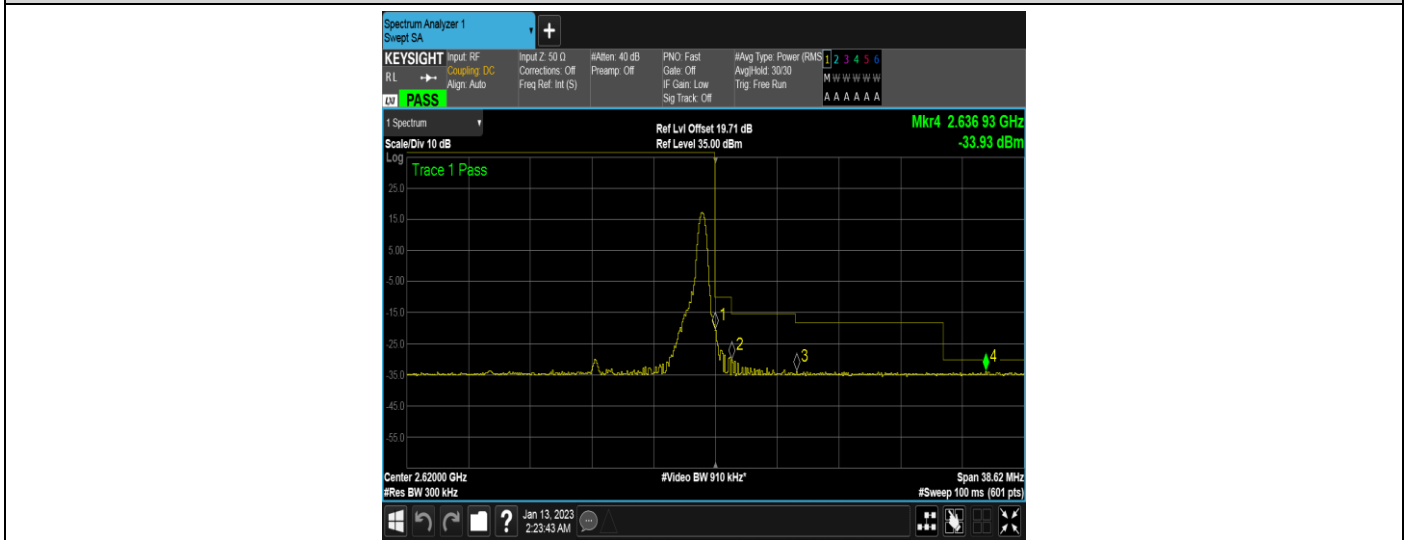 Spectrum Analyzer 1
Swept SA
+
KEYSIGHT
RL
Input: RF
Coupling: DC
Align: Auto
Input Z: 50 Ω
Corrections: Off
Freq Ref: Int (S)
#Atten: 40 dB
Preamp: Off
PNO: Fast
Gate: Off
IF Gain: Low
Sig Track: Off
#Avg Type: Power (RMS
Avg|Hold: 30/30
Trig: Free Run
1 2 3 4 5 6
M W W W W W
A A A A A A
LXI PASS
1 Spectrum
Scale/Div 10 dB
Ref Lvl Offset 19.71 dB
Ref Level 35.00 dBm
Mkr4 2.636 93 GHz
-33.93 dBm
Log
Trace 1 Pass
25.0
15.0
5.00
-5.00
-15.0
-25.0
-35.0
-45.0
-55.0
1
2
3
4
Center 2.62000 GHz
#Res BW 300 kHz
#Video BW 910 kHz*
Span 38.62 MHz
#Sweep 100 ms (601 pts)
?
Jan 13, 2023
2:23:43 AM